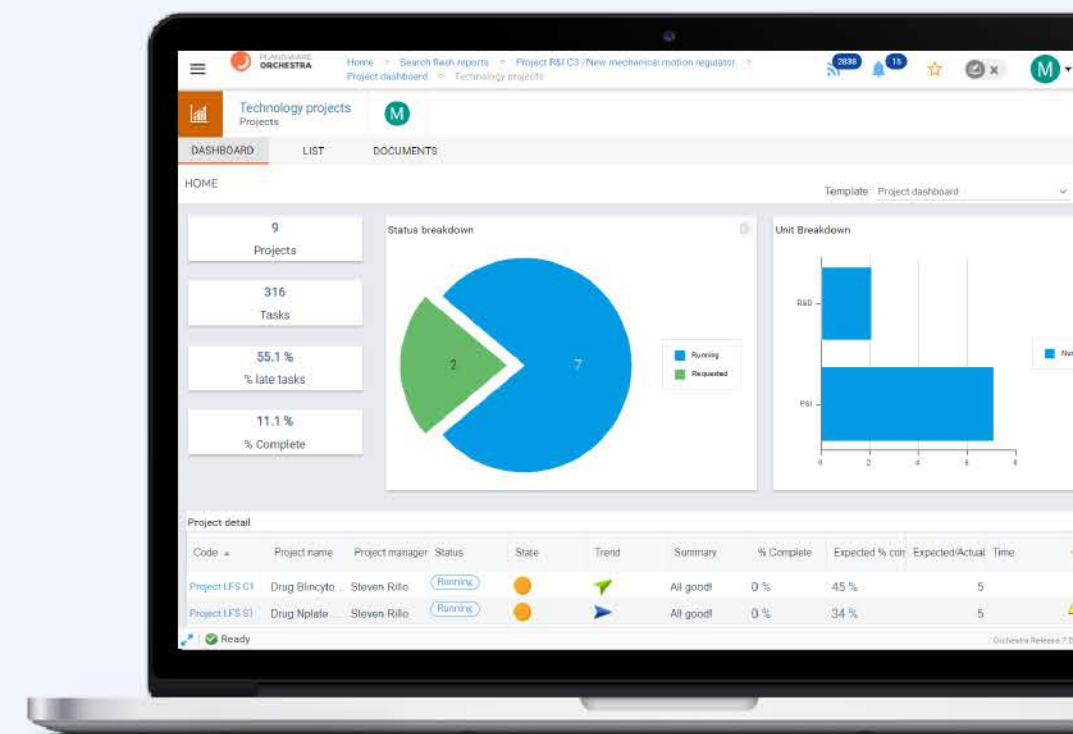 PLANISWARE
ORCHESTRA
Home Search flash reports Project R&I C3 | New mechanical motion regulator
Project dashboard Technology projects
2838
15
x
M
Technology projects
Projects
M
DASHBOARD LIST DOCUMENTS
HOME
Template Project dashboard
9
Projects
316
Tasks
55.1 %
% late tasks
11.1 %
% Complete
Status breakdown
2
7
Running
Requested
Unit Breakdown
R&D
R&I
0 2 4 6 8
Project detail
Code Project name Project manager Status State Trend Summary % Complete Expected % com Expected/Actual Time
Project LFS C1 Drug Blincyto ... Steven Rillo Running All good! 0 % 45 % 5
Project LFS S1 Drug Nplate ... Steven Rillo Running All good! 0 % 34 % 5
Ready
Orchestra Release 7.0